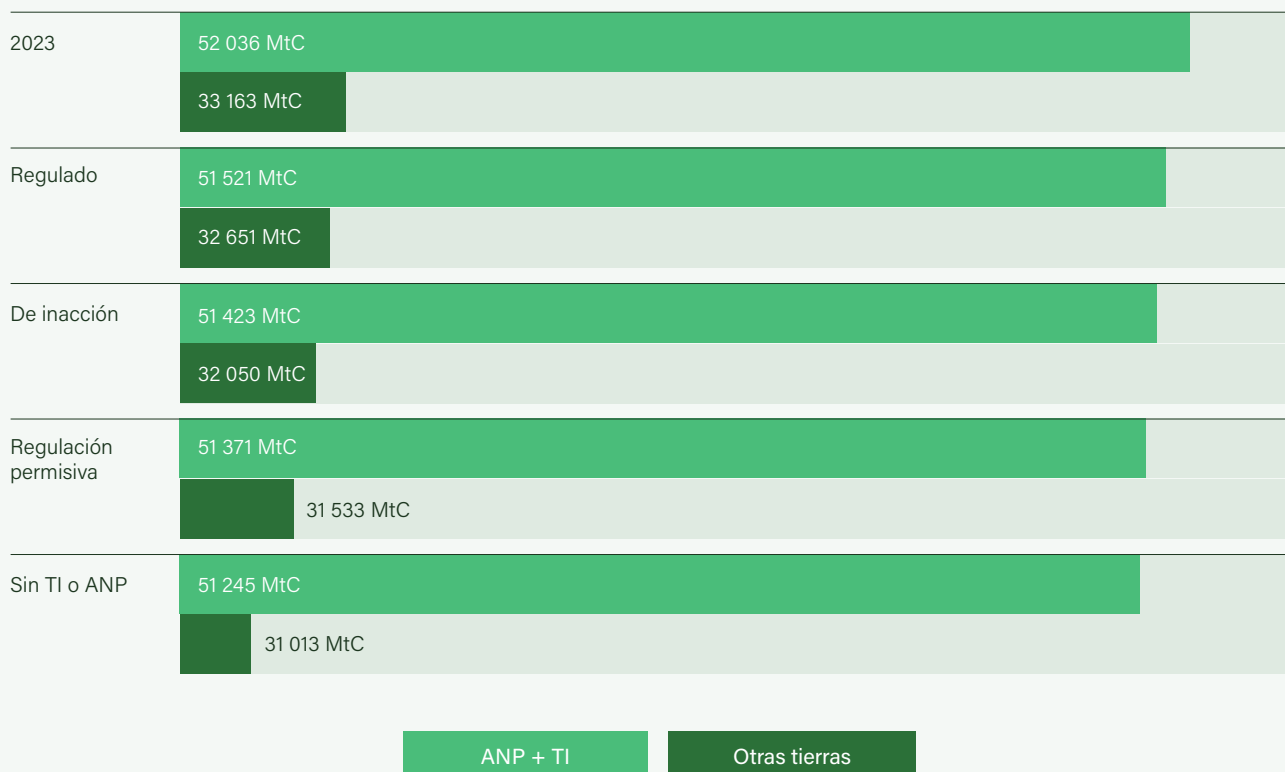 2023
52 036 MtC
33 163 MtC
Regulado
51 521 MtC
32 651 MtC
De inacción
51 423 MtC
32 050 MtC
Regulación
permisiva
51 371 MtC
31 533 MtC
Sin TI o ANP
51 245 MtC
31 013 MtC
ANP + TI
Otras tierras